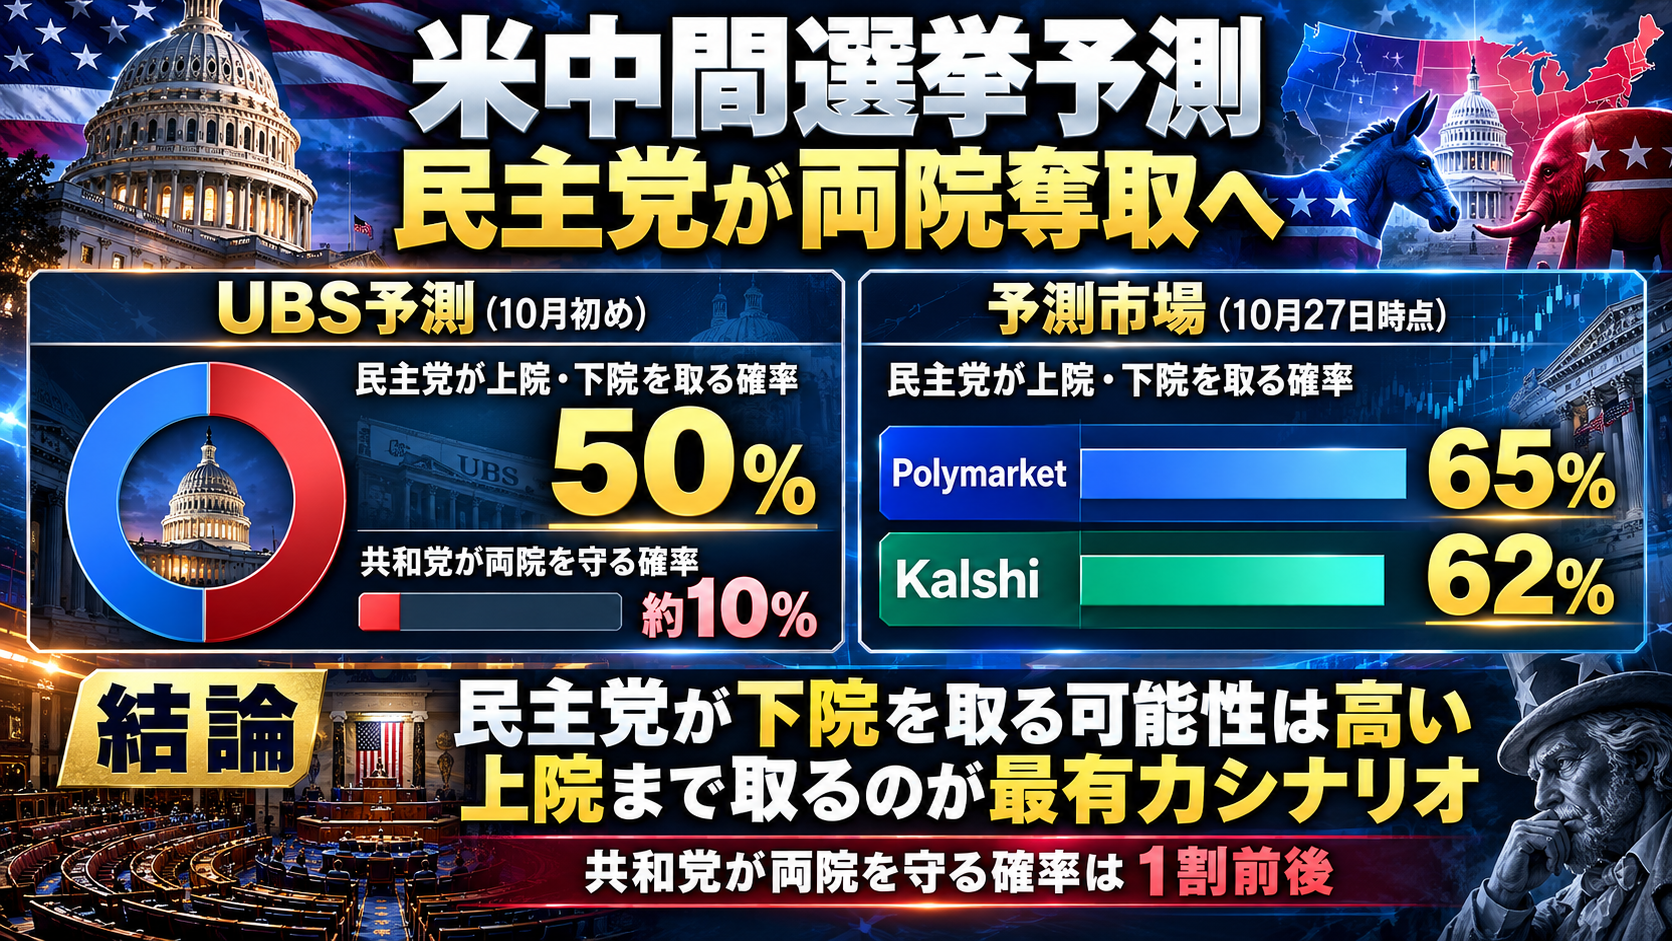 米中間選挙予測
民主党が両院奪取へ
UBS予測(10月初め)
民主党が上院・下院を取る確率
50%
UBS
共和党が両院を守る確率
約10%
予測市場(10月27日時点)
民主党が上院・下院を取る確率
Polymarket
65%
Kalshi
62%
結論
民主党が下院を取る可能性は高い
上院まで取るのが最有力シナリオ
共和党が両院を守る確率は1割前後